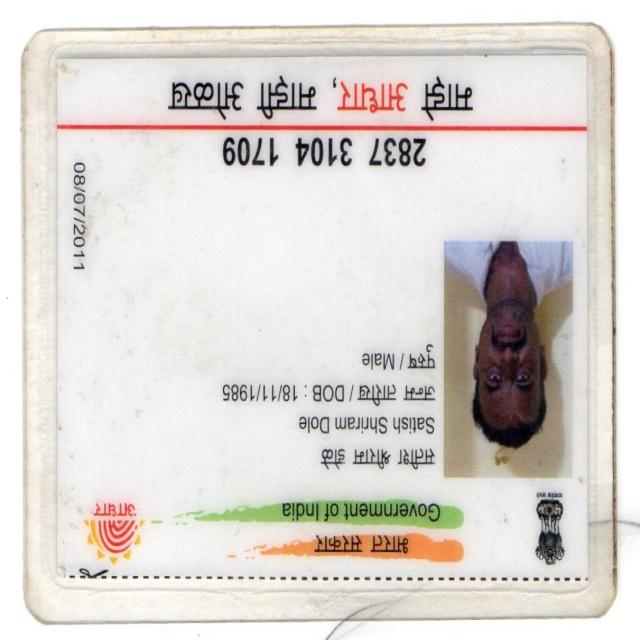 भारत सरकार
Government of India
आधार
सतीश श्रीराम डोळे
Satish Shriram Dole
जन्म तारीख / DOB : 18/11/1985
पुरुष / Male
08/07/2011
2837 3104 1709
माझे आधार, माझी ओळख